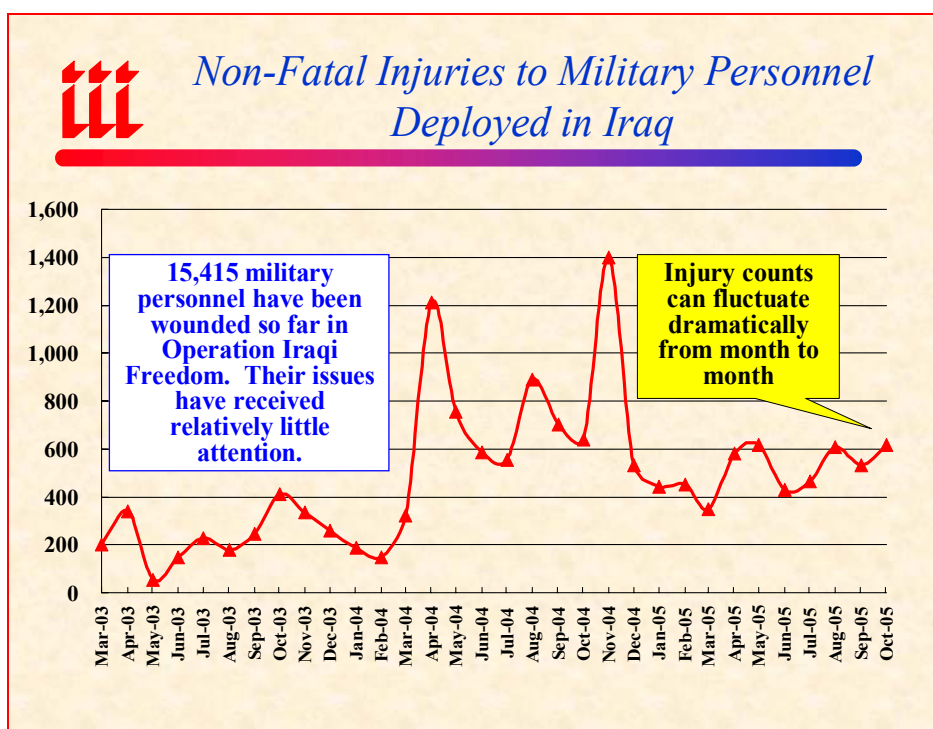 iii
Non-Fatal Injuries to Military Personnel
Deployed in Iraq
1,600
1,400
1,200
1,000
800
600
400
200
0
15,415 military
personnel have been
wounded so far in
Operation Iraqi
Freedom. Their issues
have received
relatively little
attention.
Injury counts
can fluctuate
dramatically
from month to
month
Mar-03
Apr-03
May-03
Jun-03
Jul-03
Aug-03
Sep-03
Oct-03
Nov-03
Dec-03
Jan-04
Feb-04
Mar-04
Apr-04
May-04
Jun-04
Jul-04
Aug-04
Sep-04
Oct-04
Nov-04
Dec-04
Jan-05
Feb-05
Mar-05
Apr-05
May-05
Jun-05
Jul-05
Aug-05
Sep-05
Oct-05